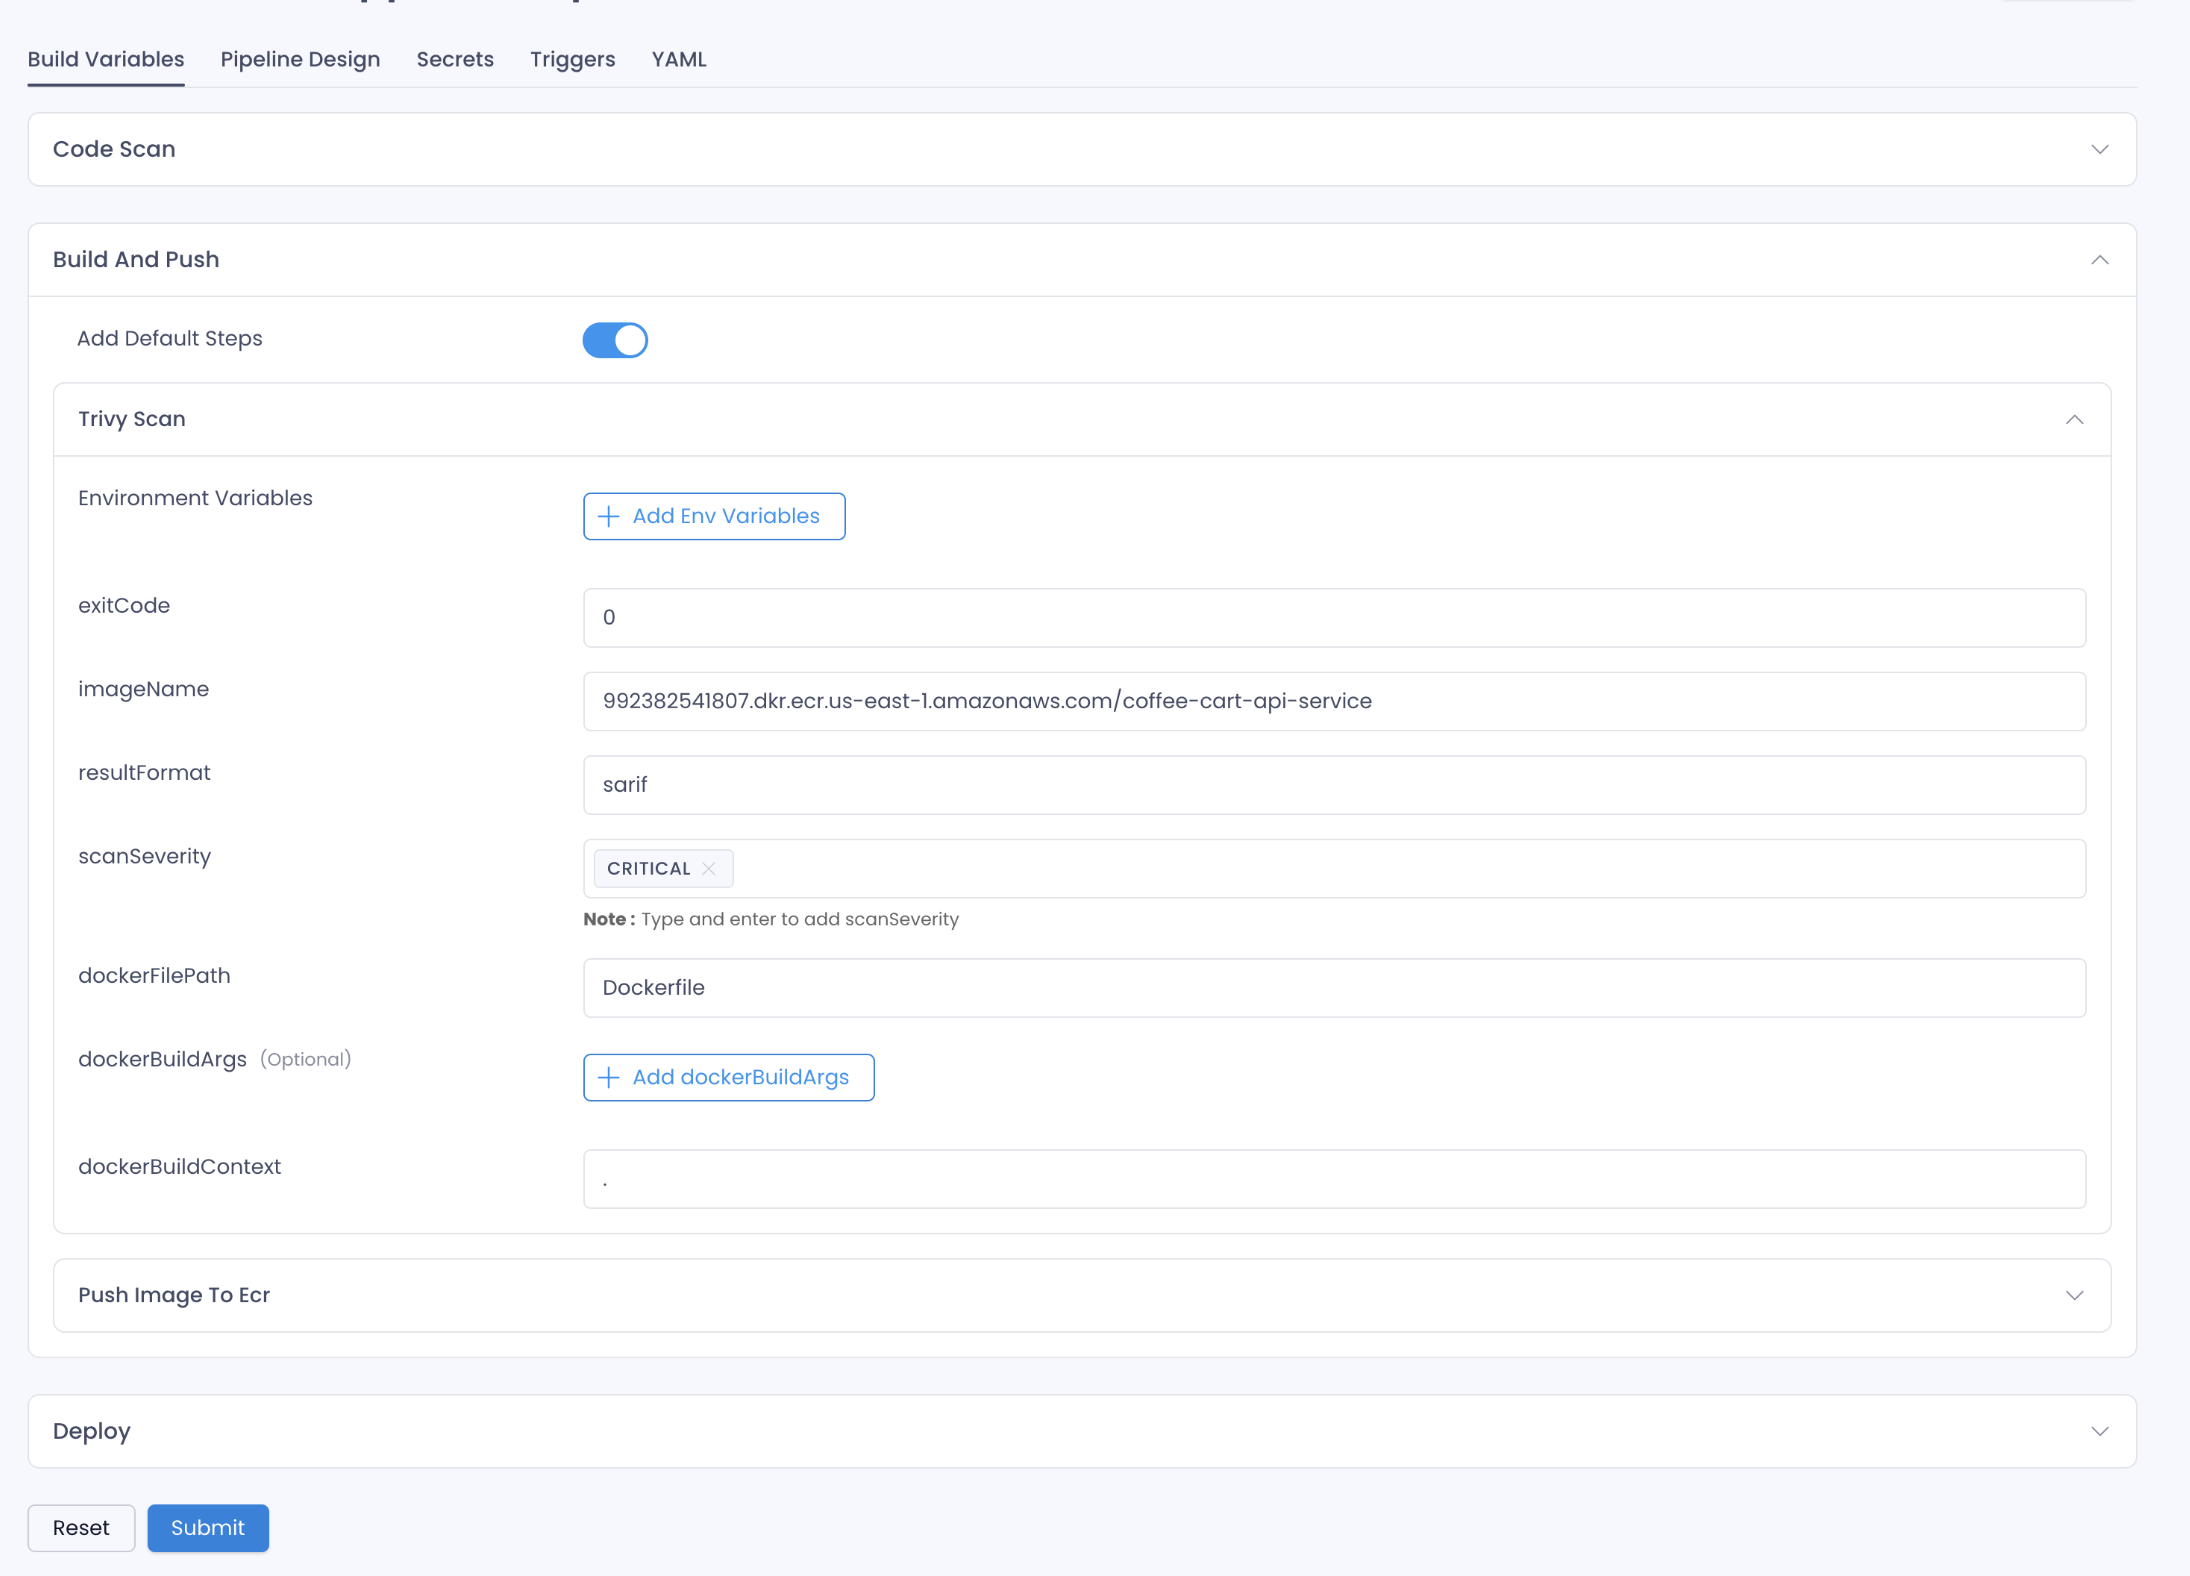 Build Variables Pipeline Design Secrets Triggers YAML
Code Scan
Build And Push
Add Default Steps
Trivy Scan
Environment Variables
Add Env Variables
exitCode
0
imageName
992382541807.dkr.ecr.us-east-1.amazonaws.com/coffee-cart-api-service
resultFormat
sarif
scanSeverity
CRITICAL
Note : Type and enter to add scanSeverity
dockerFilePath
Dockerfile
dockerBuildArgs (Optional)
Add dockerBuildArgs
dockerBuildContext
.
Push Image To Ecr
Deploy
Reset Submit